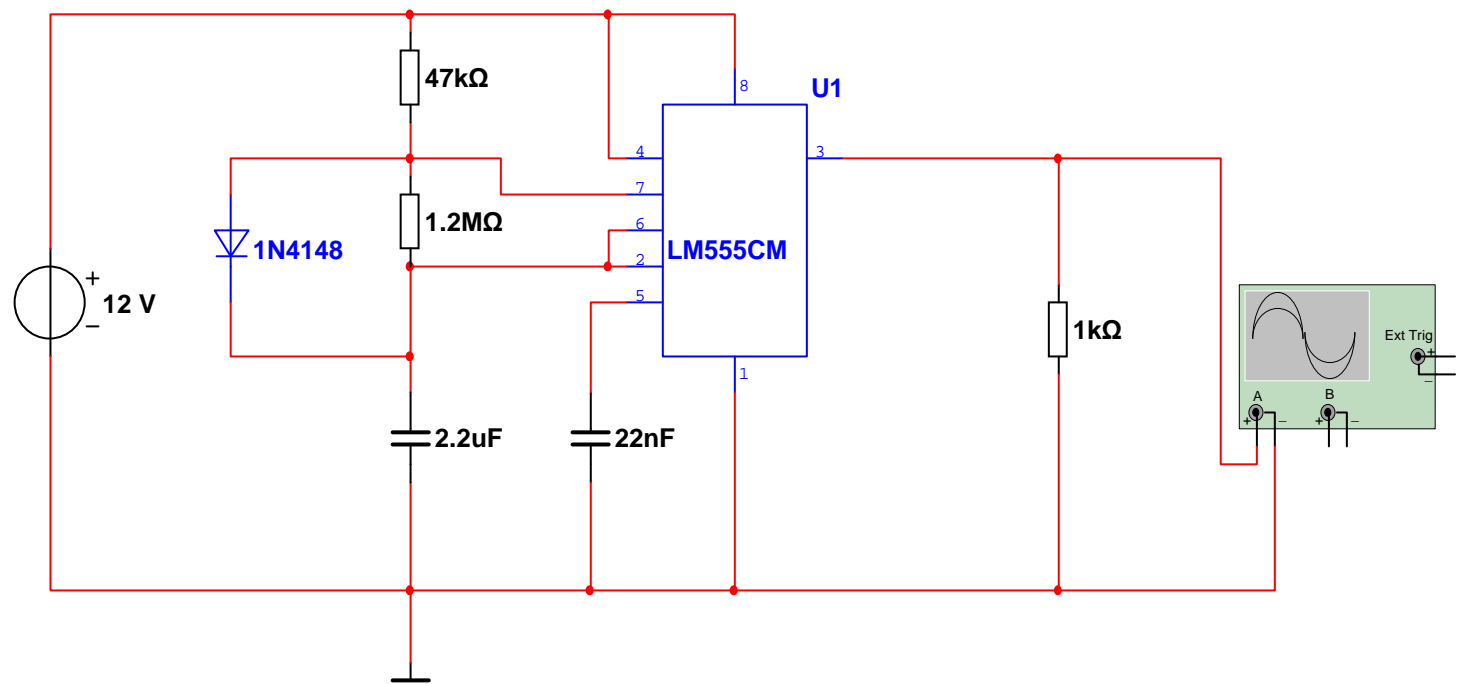 8
U1
47kΩ
4
3
7
1.2MΩ
6
1N4148
LM555CM
2
5
+
12 V
−
1kΩ
Ext Trig
+
−
1
A
B
+
−
+
−
2.2uF
22nF